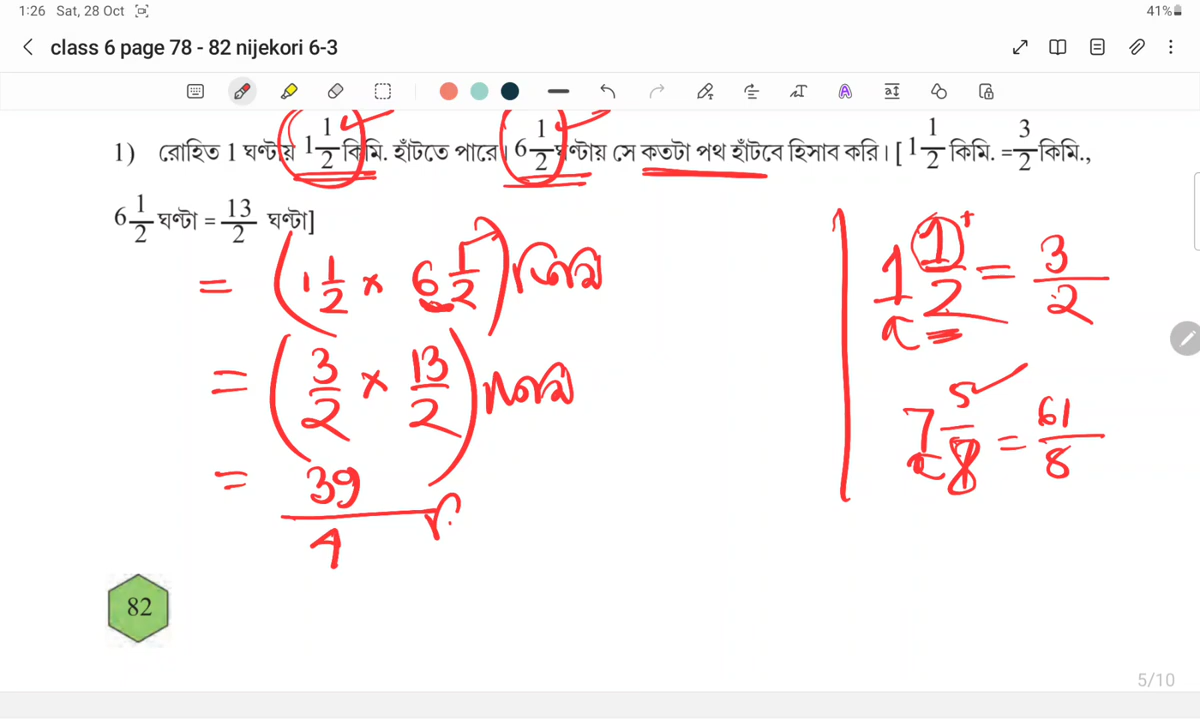 1:26 Sat, 28 Oct 41%
class 6 page 78 - 82 nijekori 6-3
1) রোহিত 1 ঘণ্টায় 1 1/2 কিমি. হাঁটতে পারে। 6 1/2 ঘণ্টায় সে কতটা পথ হাঁটবে হিসাব করি। [ 1 1/2 কিমি. = 3/2 কিমি.,
6 1/2 ঘণ্টা = 13/2 ঘণ্টা]
= (1 1/2 × 6 1/2) কিমি
= (3/2 × 13/2) কিমি
= 39/4
1 1/2 = 3/2
7 5/8 = 61/8
82
5/10